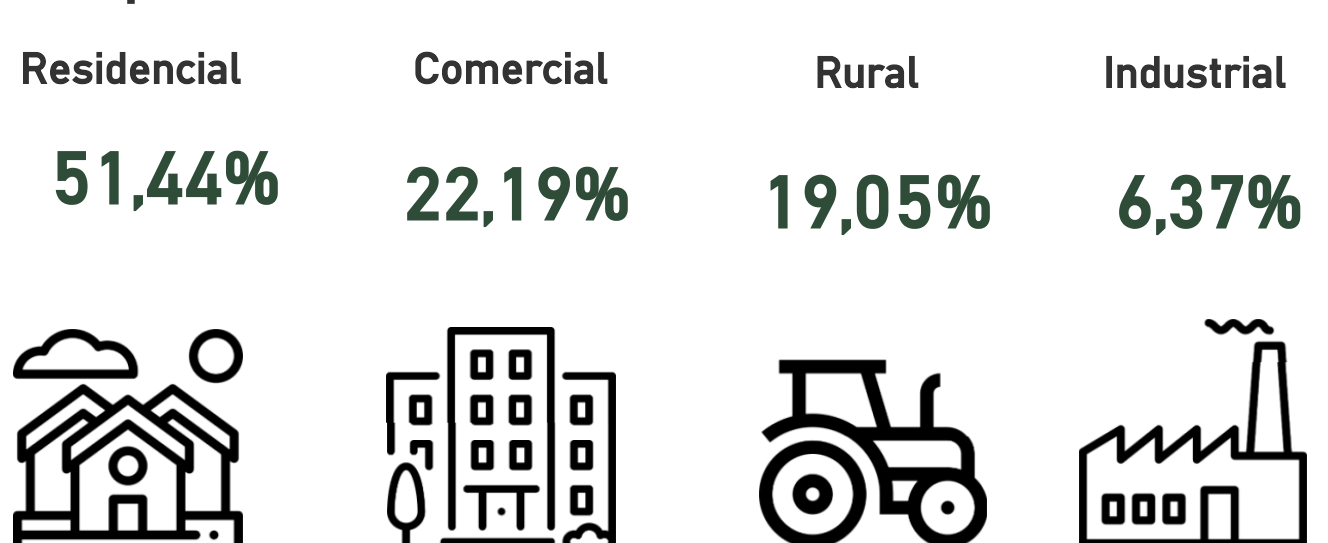 Residencial
Comercial
Rural
Industrial
51,44%
22,19%
19,05%
6,37%